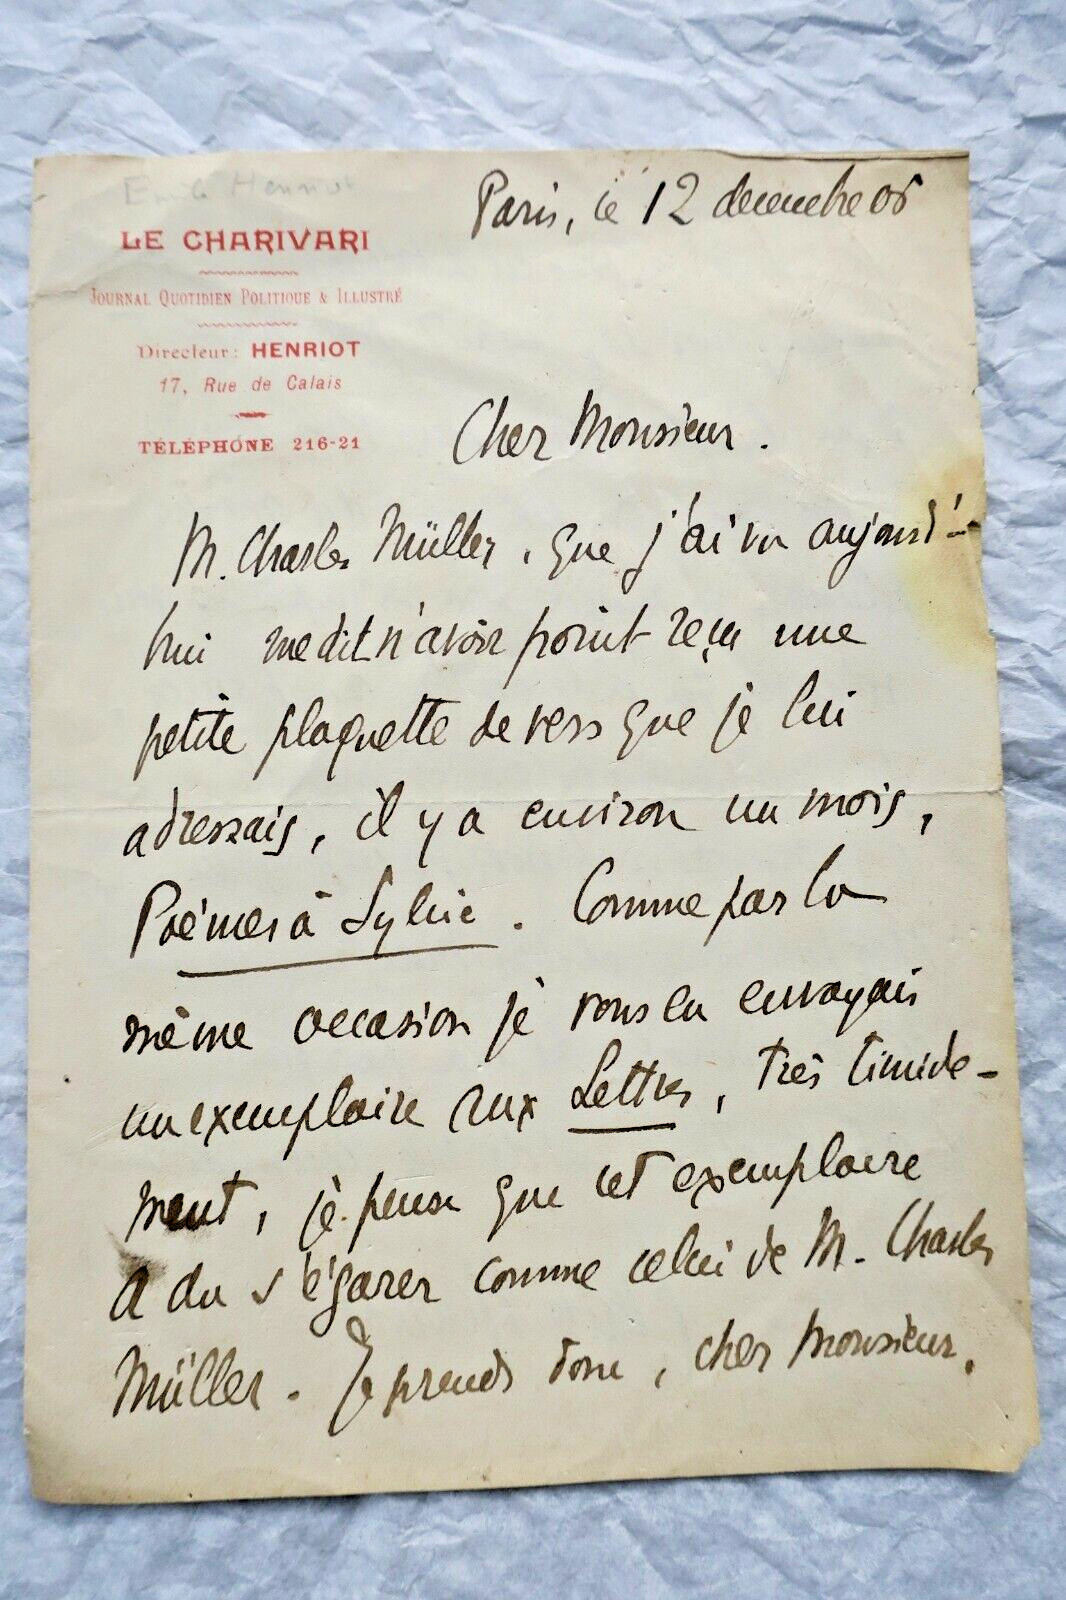 Emile Henriot
Paris, ce 12 decembre 06
LE CHARIVARI
JOURNAL QUOTIDIEN POLITIQUE & ILLUSTRÉ
Directeur: HENRIOT
17, Rue de Calais
TÉLÉPHONE 216-21
Cher Monsieur.
M. Charles Müller, que j'ai vu aujourd'-
hui me dit n'avoir point reçu une
petite plaquette de vers que je lui
adressais, il y a environ un mois,
Poèmes à Sylvie. Comme par la
même occasion je vous en envoyais
un exemplaire aux Lettres, très timide-
ment, je pense que cet exemplaire
a du s'égarer comme celui de M. Charles
Müller. Je prends donc, cher Monsieur,